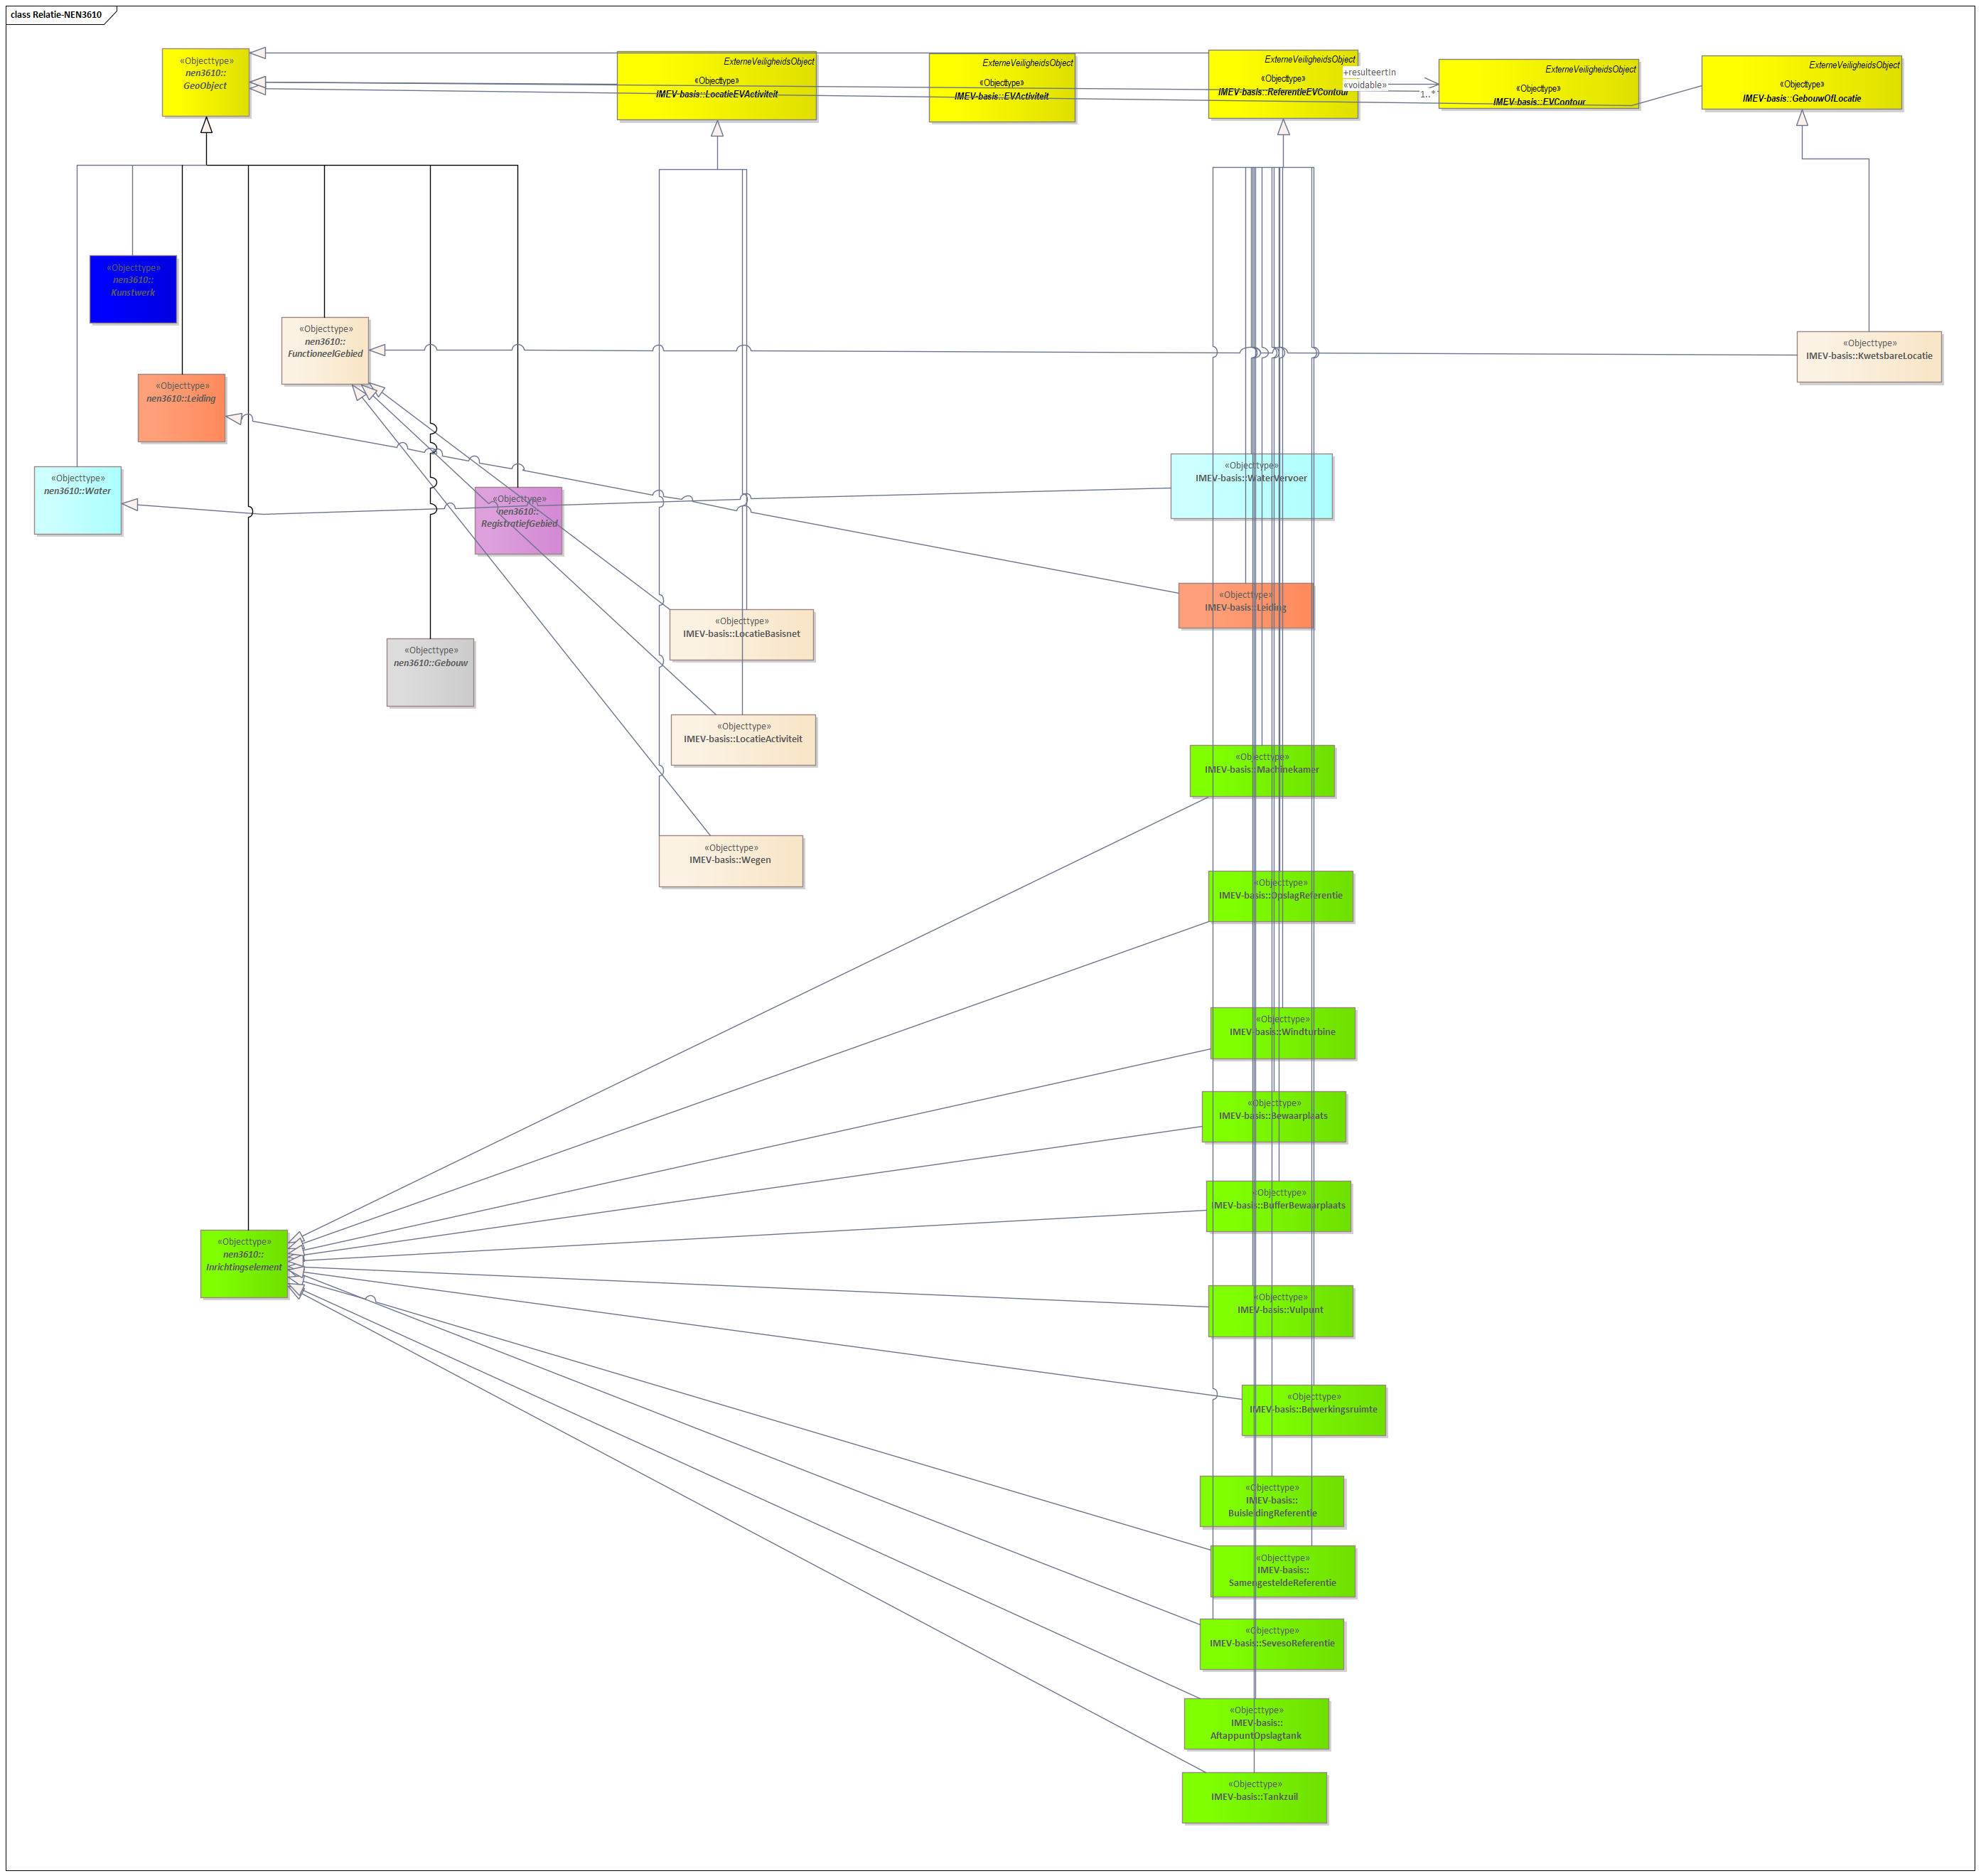 class Relatie-NEN3610
«Objecttype»
nen3610::
GeoObject
ExterneVeiligheidsObject
«Objecttype»
IMEV-basis::LocatieEVActiviteit
ExterneVeiligheidsObject
«Objecttype»
IMEV-basis::EVActiviteit
ExterneVeiligheidsObject
«Objecttype»
IMEV-basis::ReferentieEVContour
+resulteertIn
«voidable»
1..*
ExterneVeiligheidsObject
«Objecttype»
IMEV-basis::EVContour
ExterneVeiligheidsObject
«Objecttype»
IMEV-basis::GebouwOfLocatie
«Objecttype»
nen3610::
Kunstwerk
«Objecttype»
nen3610::
FunctioneelGebied
«Objecttype»
IMEV-basis::KwetsbareLocatie
«Objecttype»
nen3610::Leiding
«Objecttype»
nen3610::Water
«Objecttype»
nen3610::
RegistratiefGebied
«Objecttype»
IMEV-basis::WaterVervoer
«Objecttype»
IMEV-basis::Leiding
«Objecttype»
IMEV-basis::LocatieBasisnet
«Objecttype»
nen3610::Gebouw
«Objecttype»
IMEV-basis::LocatieActiviteit
«Objecttype»
IMEV-basis::Machinekamer
«Objecttype»
IMEV-basis::Wegen
«Objecttype»
IMEV-basis::OpslagReferentie
«Objecttype»
IMEV-basis::Windturbine
«Objecttype»
IMEV-basis::Bewaarplaats
«Objecttype»
IMEV-basis::BufferBewaarplaats
«Objecttype»
nen3610::
Inrichtingselement
«Objecttype»
IMEV-basis::Vulpunt
«Objecttype»
IMEV-basis::Bewerkingsruimte
«Objecttype»
IMEV-basis::
BuisleidingReferentie
«Objecttype»
IMEV-basis::
SamengesteldeReferentie
«Objecttype»
IMEV-basis::SevesoReferentie
«Objecttype»
IMEV-basis::
AftappuntOpslagtank
«Objecttype»
IMEV-basis::Tankzuil